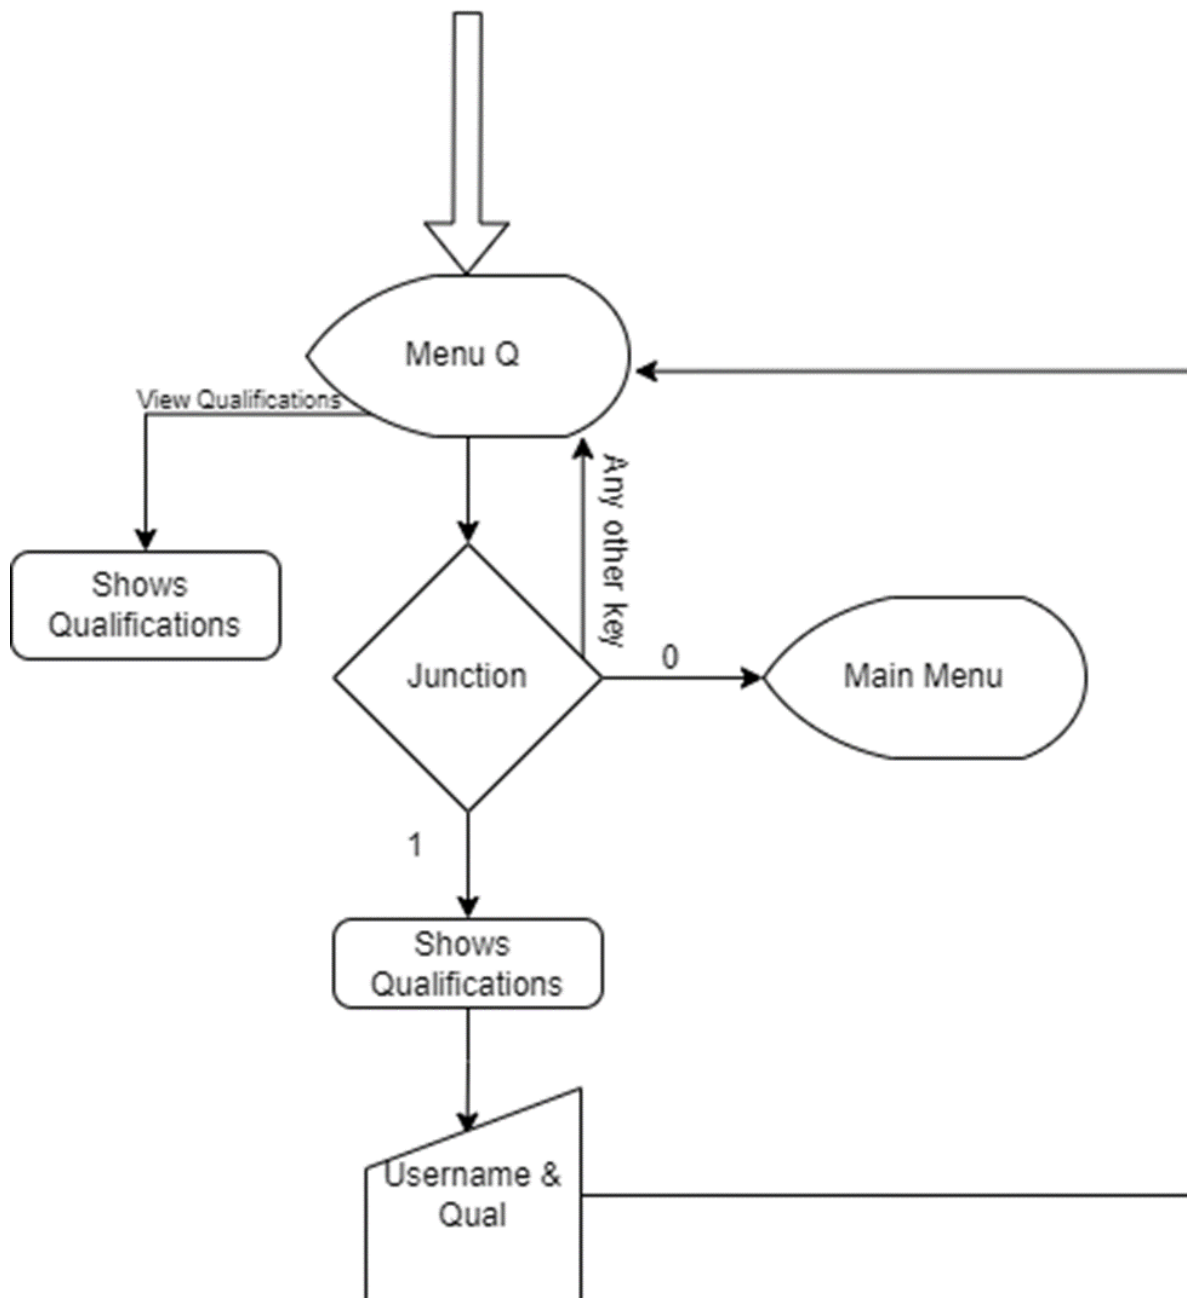 Menu Q
View Qualifications
Any other key
Shows
Qualifications
Junction
0
Main Menu
1
Shows
Qualifications
Username &
Qual